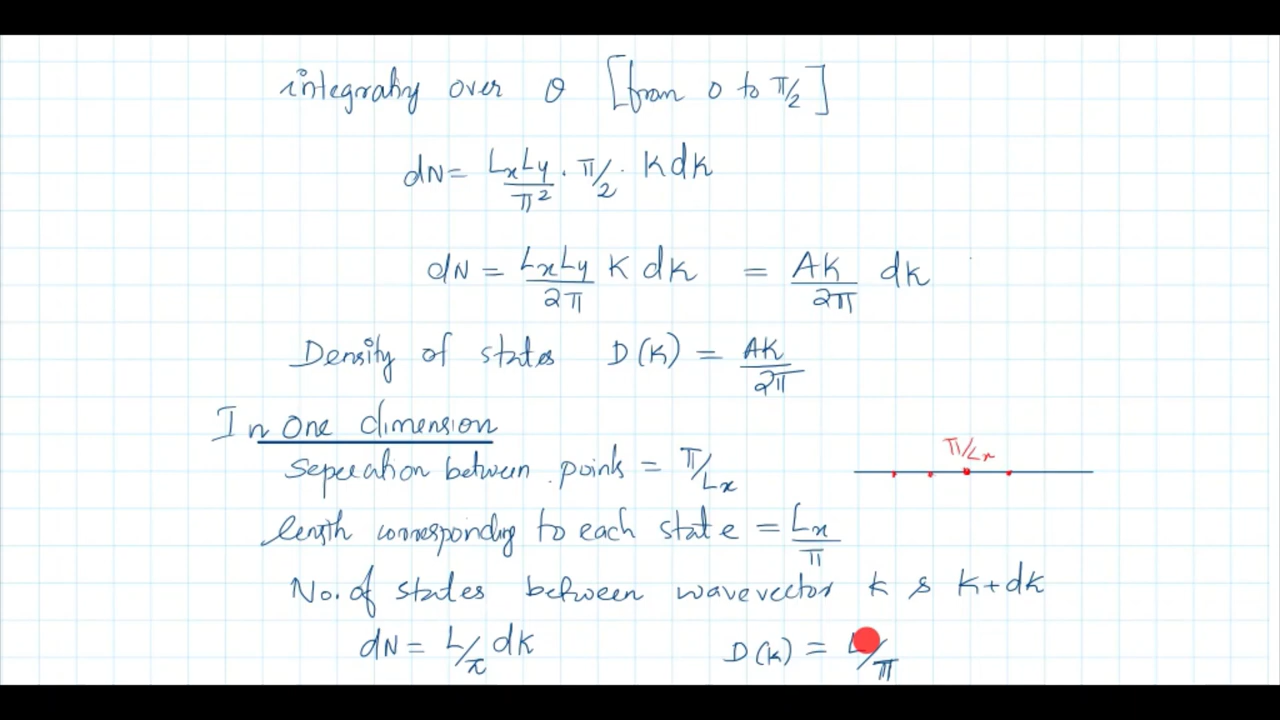 integrating over θ [from 0 to π/2]
dN = LxLy/π² . π/2 . K dK
dN = LxLy/2π K dK = AK/2π dK
Density of states D(K) = AK/2π
In One dimension
π/Lx
Seperation between points = π/Lx
length corresponding to each state = Lx/π
No. of states between wavevector K & K+dK
dN = L/π dK D(K) = L/π